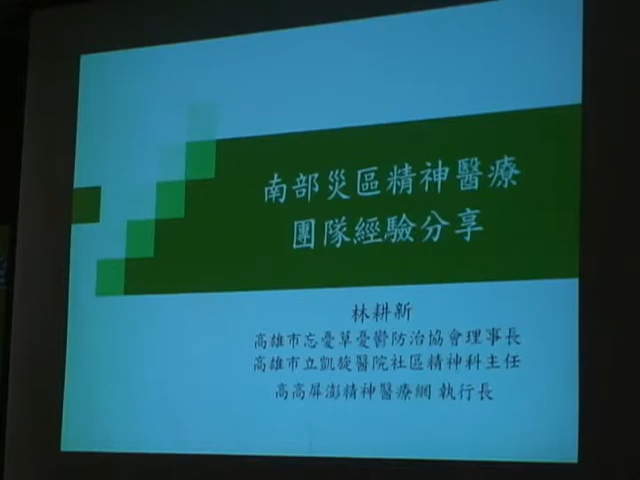 南部災區精神醫療
團隊經驗分享
林耕新
高雄市忘憂草憂鬱防治協會理事長
高雄市立凱旋醫院社區精神科主任
高高屏澎精神醫療網 執行長